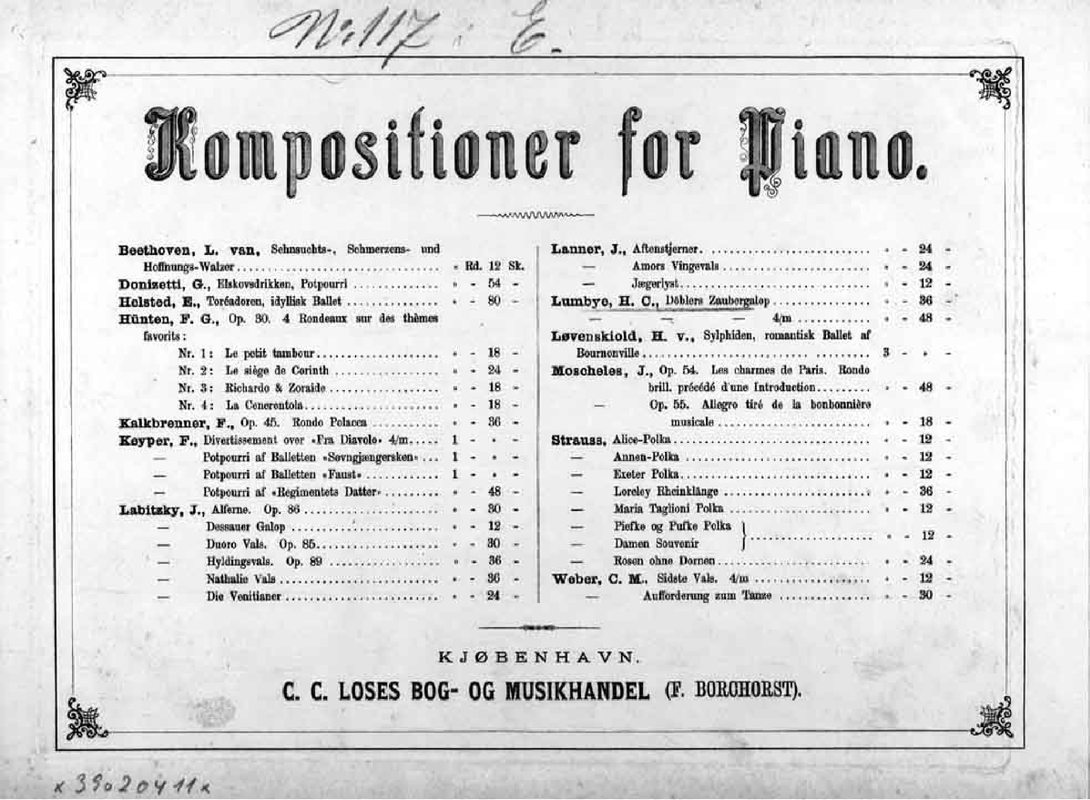 No. 117 : E.
Kompositioner for Piano.
Beethoven, L. van, Sehnsuchts-, Schmerzens- und
Hoffnungs-Walzer . . . . . . . . . . " Rd. 12 Sk.
Donizetti, G., Elskovsdrikken, Potpourri . . . . . . " - 54 -
Helsted, E., Toréadoren, idyllisk Ballet . . . . . . " - 80 -
Hünten, F. G., Op. 30. 4 Rondeaux sur des thêmes
favorits:
Nr. 1: Le petit tambour . . . . . . " - 18 -
Nr. 2: Le siège de Corinth . . . . . . " - 24 -
Nr. 3: Richardo & Zoraide . . . . . . " - 18 -
Nr. 4: La Cenerentola . . . . . . " - 18 -
Kalkbrenner, F., Op. 45. Rondo Polacca . . . . . . " - 36 -
Keyper, F., Divertissement over »Fra Diavolo« 4/m . . . . . 1 - " -
— Potpourri af Balletten »Søvngjængersken« . . . 1 - " -
— Potpourri af Balletten »Faust« . . . . . . 1 - " -
— Potpourri af »Regimentets Datter« . . . . . . " - 48 -
Labitzky, J., Alferne. Op. 86 . . . . . . " - 30 -
— Dessauer Galop . . . . . . " - 12 -
— Duoro Vals. Op. 85 . . . . . . " - 30 -
— Hyldingsvals. Op. 89 . . . . . . " - 36 -
— Nathalie Vals . . . . . . " - 36 -
— Die Venitianer . . . . . . " - 24 -
Lanner, J., Aftenstjerner . . . . . . " - 24 -
— Amors Vingevals . . . . . . " - 24 -
— Jægerlyst . . . . . . " - 12 -
Lumbye, H. C., Döblers Zaubergalop . . . . . . " - 36 -
— — — 4/m . . . . . . " - 48 -
Løvenskiold, H. v., Sylphiden, romantisk Ballet af
Bournonville . . . . . . 3 - " -
Moscheles, J., Op. 54. Les charmes de Paris. Rondo
brill. précédé d'une Introduction . . . . . . " - 48 -
— Op. 55. Allegro tiré de la bonbonnière
musicale . . . . . . " - 18 -
Strauss, Alice-Polka . . . . . . " - 12 -
— Annen-Polka . . . . . . " - 12 -
— Exeter Polka . . . . . . " - 12 -
— Loreley Rheinklänge . . . . . . " - 36 -
— Maria Taglioni Polka . . . . . . " - 12 -
— Piefke og Pufke Polka
— Damen Souvenir } . . . . . . " - 12 -
— Rosen ohne Dornen . . . . . . " - 24 -
Weber, C. M., Sidste Vals. 4/m . . . . . . " - 12 -
— Aufforderung zum Tanze . . . . . . " - 30 -
KJØBENHAVN.
C. C. LOSES BOG- OG MUSIKHANDEL (F. BORCHORST).
x 39020411x